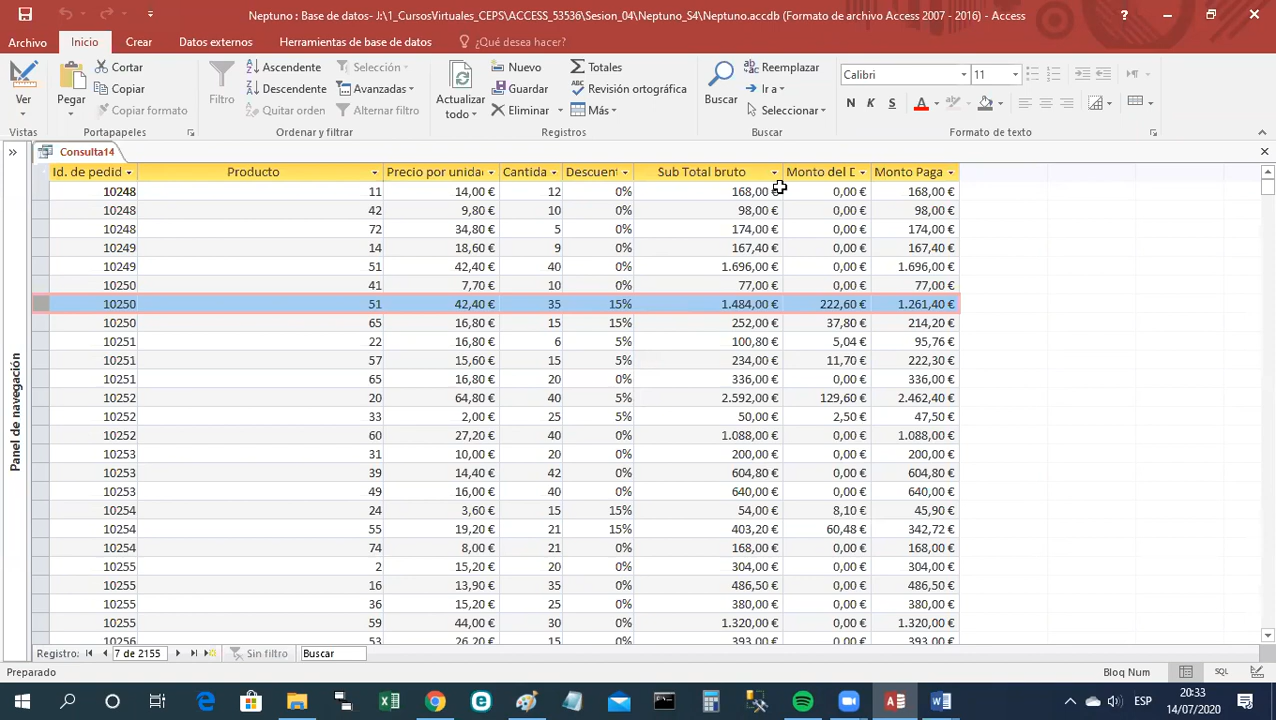 Neptuno : Base de datos- J:\1_CursosVirtuales_CEPS\ACCESS_53536\Sesion_04\Neptuno_S4\Neptuno.accdb (Formato de archivo Access 2007 - 2016) - Access
Archivo Inicio Crear Datos externos Herramientas de base de datos ¿Qué desea hacer?
Ver Pegar Cortar Copiar Copiar formato
Filtro Ascendente Descendente Quitar orden Selección Avanzadas Alternar filtro
Actualizar todo Nuevo Guardar Eliminar Totales Revisión ortográfica Más
Buscar Reemplazar Ir a Seleccionar
Calibri 11
N K S A
Vistas Portapapeles Ordenar y filtrar Registros Buscar Formato de texto
Consulta14
Id. de pedid Producto Precio por unida Cantida Descuen Sub Total bruto Monto del D Monto Paga
10248 11 14,00 € 12 0% 168,00 € 0,00 € 168,00 €
10248 42 9,80 € 10 0% 98,00 € 0,00 € 98,00 €
10248 72 34,80 € 5 0% 174,00 € 0,00 € 174,00 €
10249 14 18,60 € 9 0% 167,40 € 0,00 € 167,40 €
10249 51 42,40 € 40 0% 1.696,00 € 0,00 € 1.696,00 €
10250 41 7,70 € 10 0% 77,00 € 0,00 € 77,00 €
10250 51 42,40 € 35 15% 1.484,00 € 222,60 € 1.261,40 €
10250 65 16,80 € 15 15% 252,00 € 37,80 € 214,20 €
10251 22 16,80 € 6 5% 100,80 € 5,04 € 95,76 €
10251 57 15,60 € 15 5% 234,00 € 11,70 € 222,30 €
10251 65 16,80 € 20 0% 336,00 € 0,00 € 336,00 €
10252 20 64,80 € 40 5% 2.592,00 € 129,60 € 2.462,40 €
10252 33 2,00 € 25 5% 50,00 € 2,50 € 47,50 €
10252 60 27,20 € 40 0% 1.088,00 € 0,00 € 1.088,00 €
10253 31 10,00 € 20 0% 200,00 € 0,00 € 200,00 €
10253 39 14,40 € 42 0% 604,80 € 0,00 € 604,80 €
10253 49 16,00 € 40 0% 640,00 € 0,00 € 640,00 €
10254 24 3,60 € 15 15% 54,00 € 8,10 € 45,90 €
10254 55 19,20 € 21 15% 403,20 € 60,48 € 342,72 €
10254 74 8,00 € 21 0% 168,00 € 0,00 € 168,00 €
10255 2 15,20 € 20 0% 304,00 € 0,00 € 304,00 €
10255 16 13,90 € 35 0% 486,50 € 0,00 € 486,50 €
10255 36 15,20 € 25 0% 380,00 € 0,00 € 380,00 €
10255 59 44,00 € 30 0% 1.320,00 € 0,00 € 1.320,00 €
10256 53 26,20 € 15 0% 393,00 € 0,00 € 393,00 €
Panel de navegación
Registro: 7 de 2155 Sin filtro Buscar
Preparado Bloq Num SQL
ESP 20:33
14/07/2020